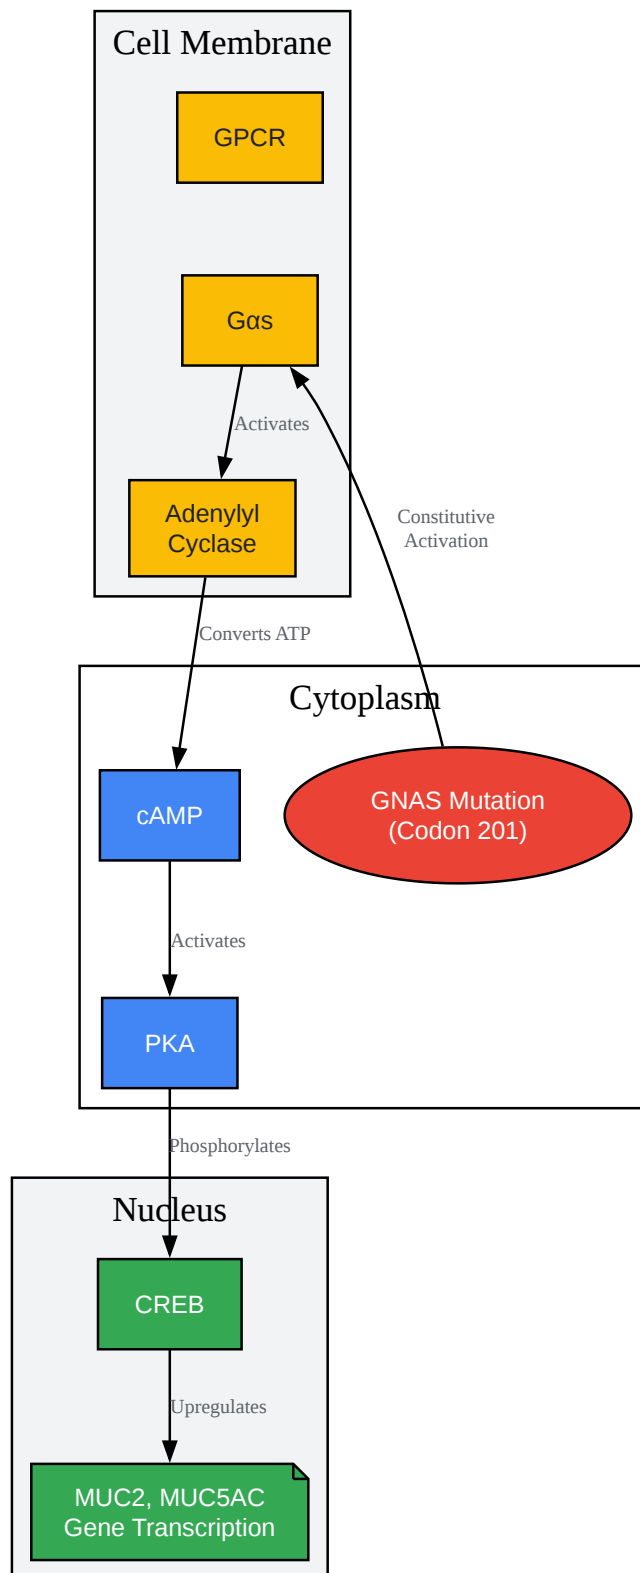 Cell Membrane
GPCR
Gαs
Activates
Adenylyl
Cyclase
Constitutive
Activation
Converts ATP
Cytoplasm
cAMP
GNAS Mutation
(Codon 201)
Activates
PKA
Phosphorylates
Nucleus
CREB
Upregulates
MUC2, MUC5AC
Gene Transcription